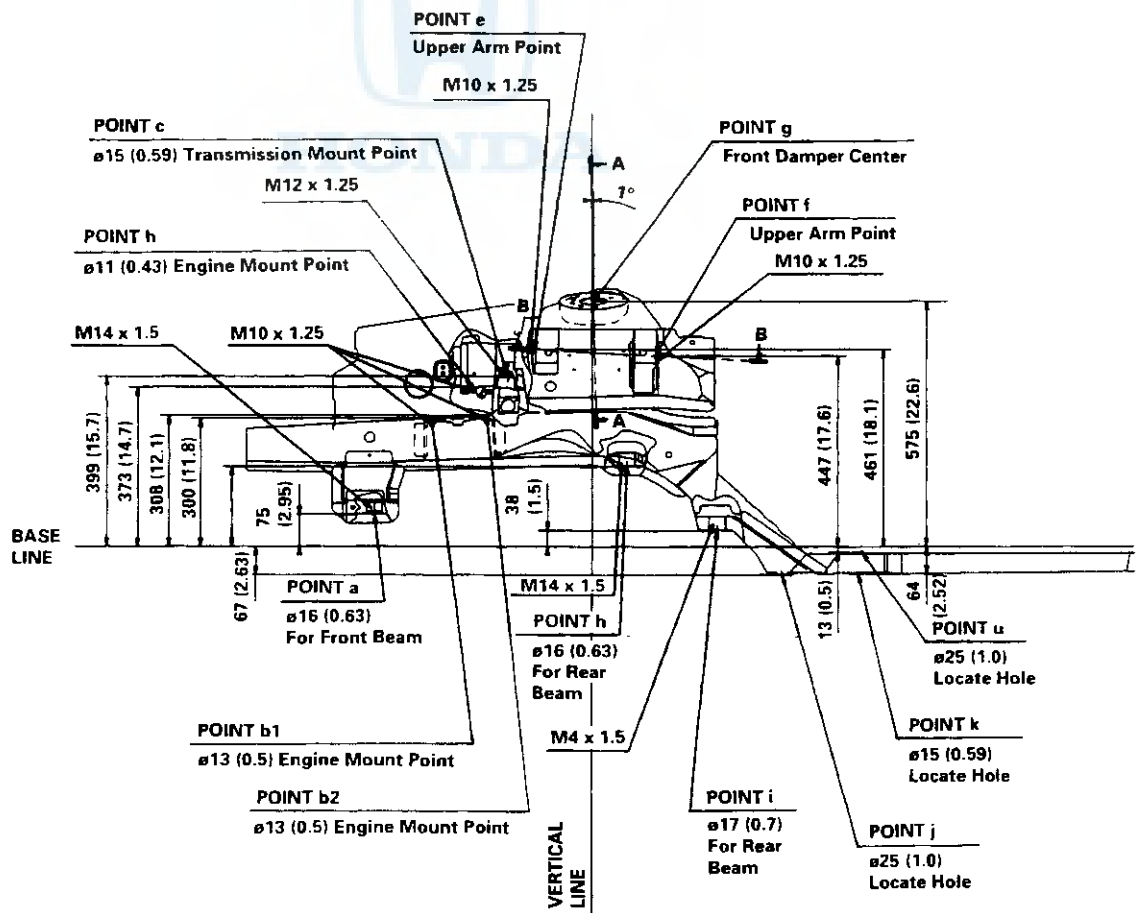 HONDA
POINT e
Upper Arm Point
M10 x 1.25
POINT c
ø15 (0.59) Transmission Mount Point
M12 x 1.25
POINT h
ø11 (0.43) Engine Mount Point
M14 x 1.5
M10 x 1.25
POINT g
Front Damper Center
A
1°
POINT f
Upper Arm Point
M10 x 1.25
B
B
A
399 (15.7)
373 (14.7)
308 (12.1)
300 (11.8)
75
(2.95)
38
(1.5)
447 (17.6)
461 (18.1)
575 (22.6)
BASE
LINE
67 (2.63)
13 (0.5)
64
(2.52)
POINT a
ø16 (0.63)
For Front Beam
M14 x 1.5
POINT h
ø16 (0.63)
For Rear
Beam
POINT u
ø25 (1.0)
Locate Hole
POINT b1
ø13 (0.5) Engine Mount Point
POINT b2
ø13 (0.5) Engine Mount Point
M4 x 1.5
POINT k
ø15 (0.59)
Locate Hole
POINT i
ø17 (0.7)
For Rear
Beam
POINT j
ø25 (1.0)
Locate Hole
VERTICAL
LINE